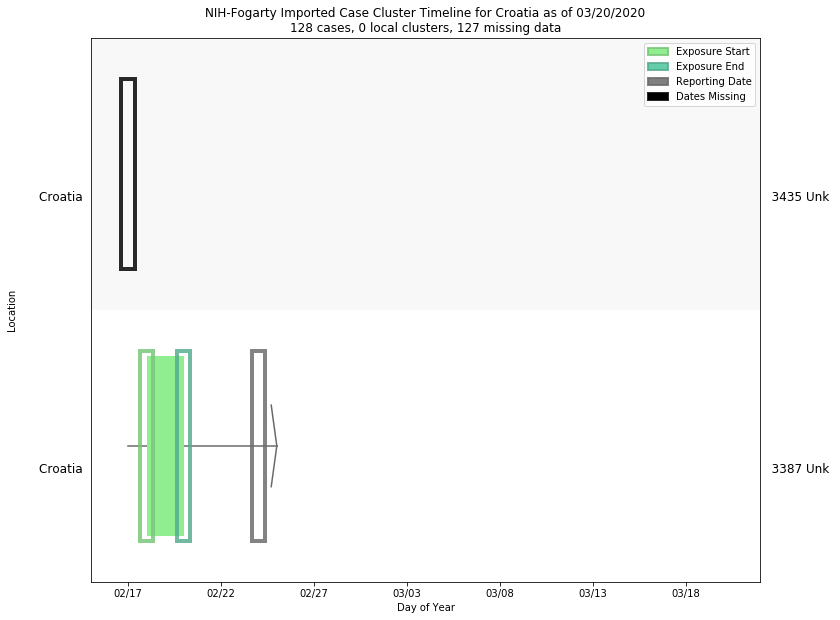 NIH-Fogarty Imported Case Cluster Timeline for Croatia as of 03/20/2020
128 cases, 0 local clusters, 127 missing data
Exposure Start
Exposure End
Reporting Date
Dates Missing
Croatia
3435 Unk
Location
Croatia
3387 Unk
02/17
02/22
02/27
03/03
03/08
03/13
03/18
Day of Year